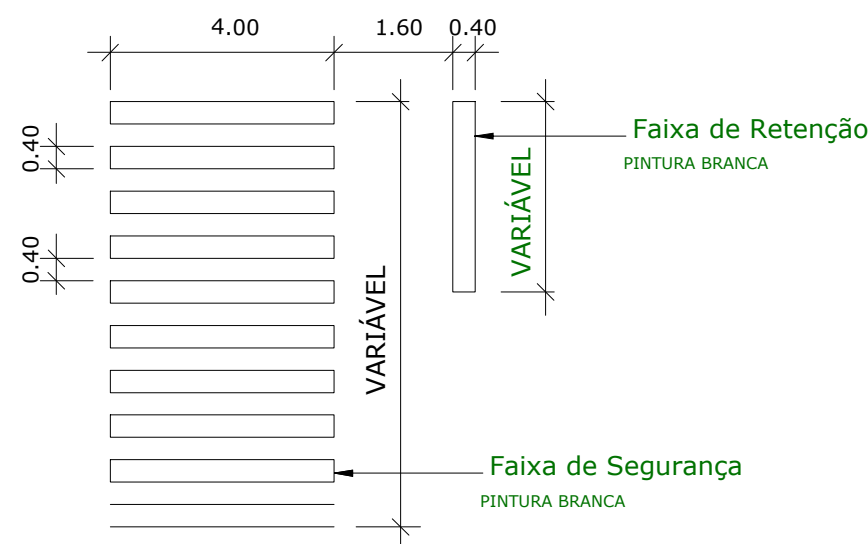 4.00
1.60
0.40
Faixa de Retenção
PINTURA BRANCA
0.40
VARIÁVEL
0.40
VARIÁVEL
Faixa de Segurança
PINTURA BRANCA